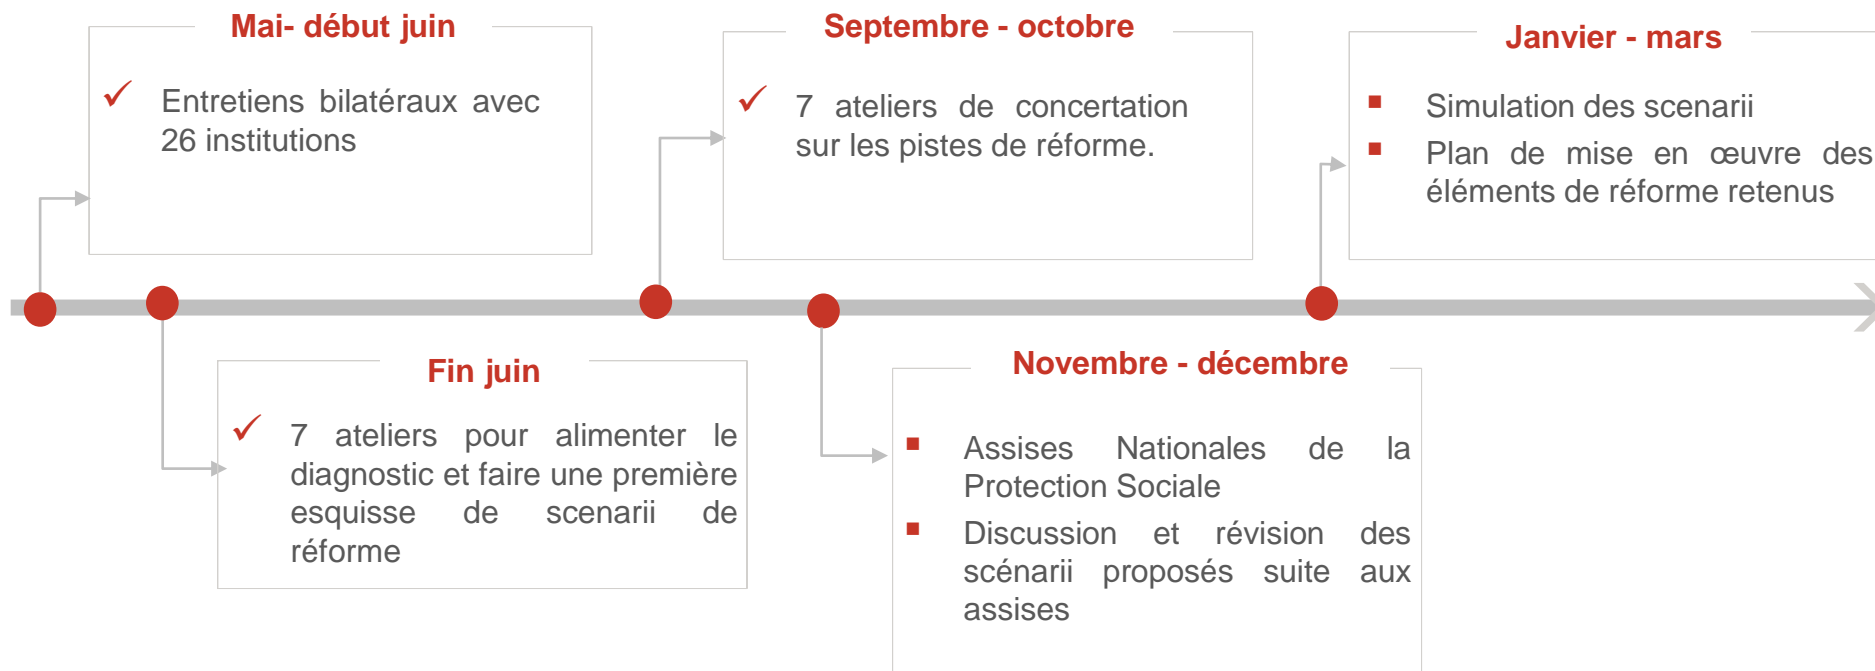 Mai- début juin
✓ Entretiens bilatéraux avec
26 institutions
Fin juin
✓ 7 ateliers pour alimenter le
diagnostic et faire une première
esquisse de scenarii de
réforme
Septembre - octobre
✓ 7 ateliers de concertation
sur les pistes de réforme.
Novembre - décembre
▪ Assises Nationales de la
Protection Sociale
▪ Discussion et révision des
scénarii proposés suite aux
assises
Janvier - mars
▪ Simulation des scenarii
▪ Plan de mise en œuvre des
éléments de réforme retenus